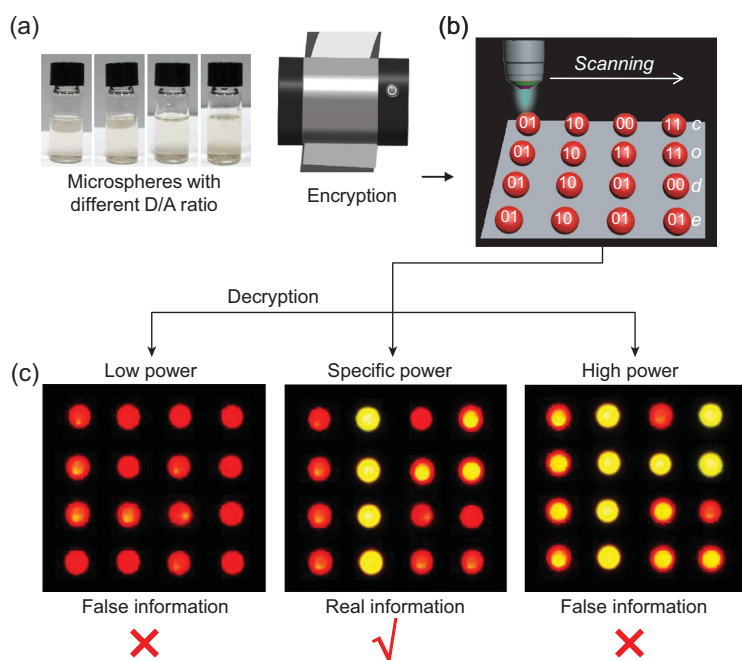 (a)
Microspheres with
different D/A ratio
Encryption
(b)
Scanning
01 10 00 11 c
01 10 11 11 o
01 10 01 00 d
01 10 01 01 e
Decryption
(c)
Low power
Specific power
High power
False information
Real information
False information